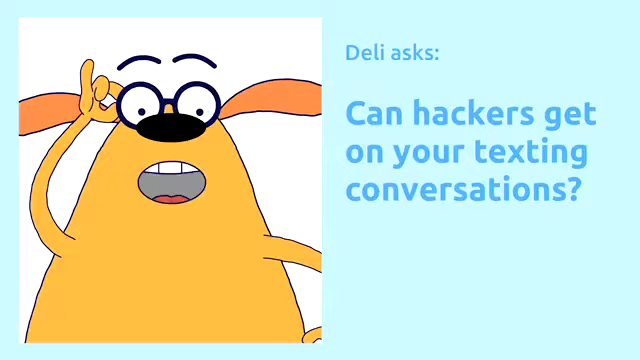 Deli asks:
Can hackers get
on your texting
conversations?